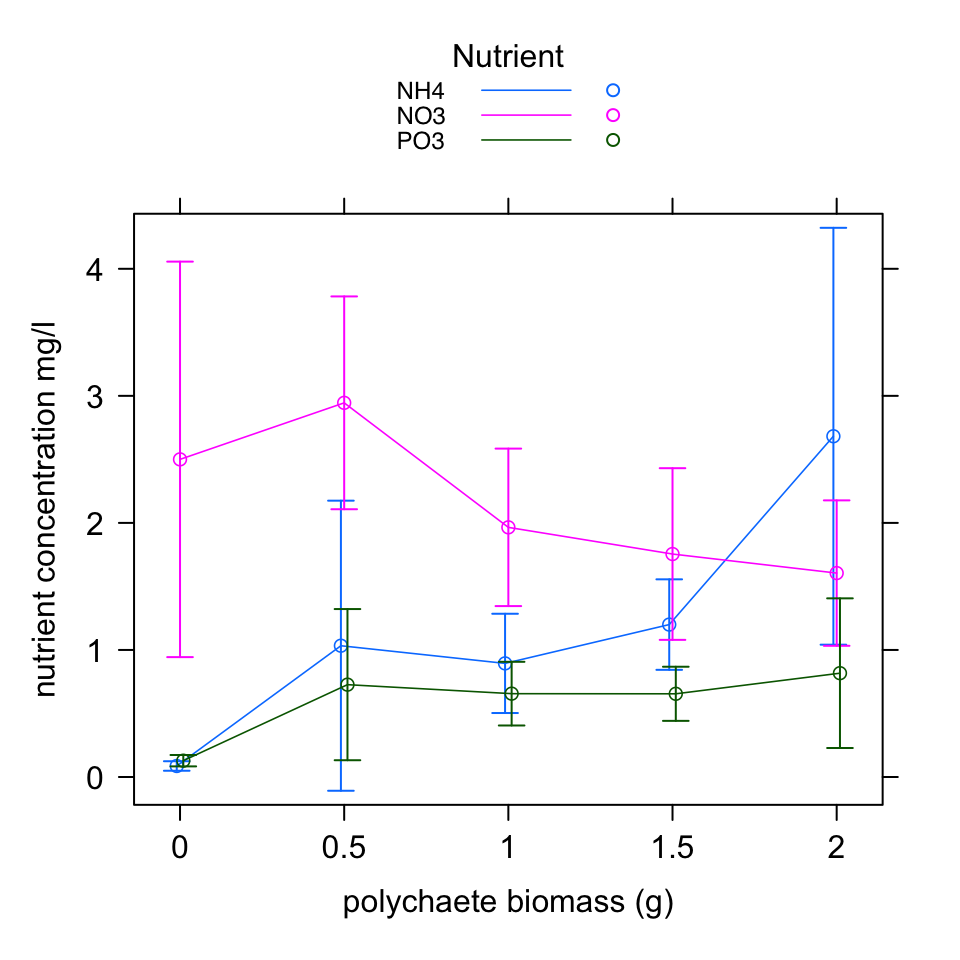 Nutrient
NH4
NO3
PO3
4
3
2
1
0
nutrient concentration mg/l
0 0.5 1 1.5 2
polychaete biomass (g)